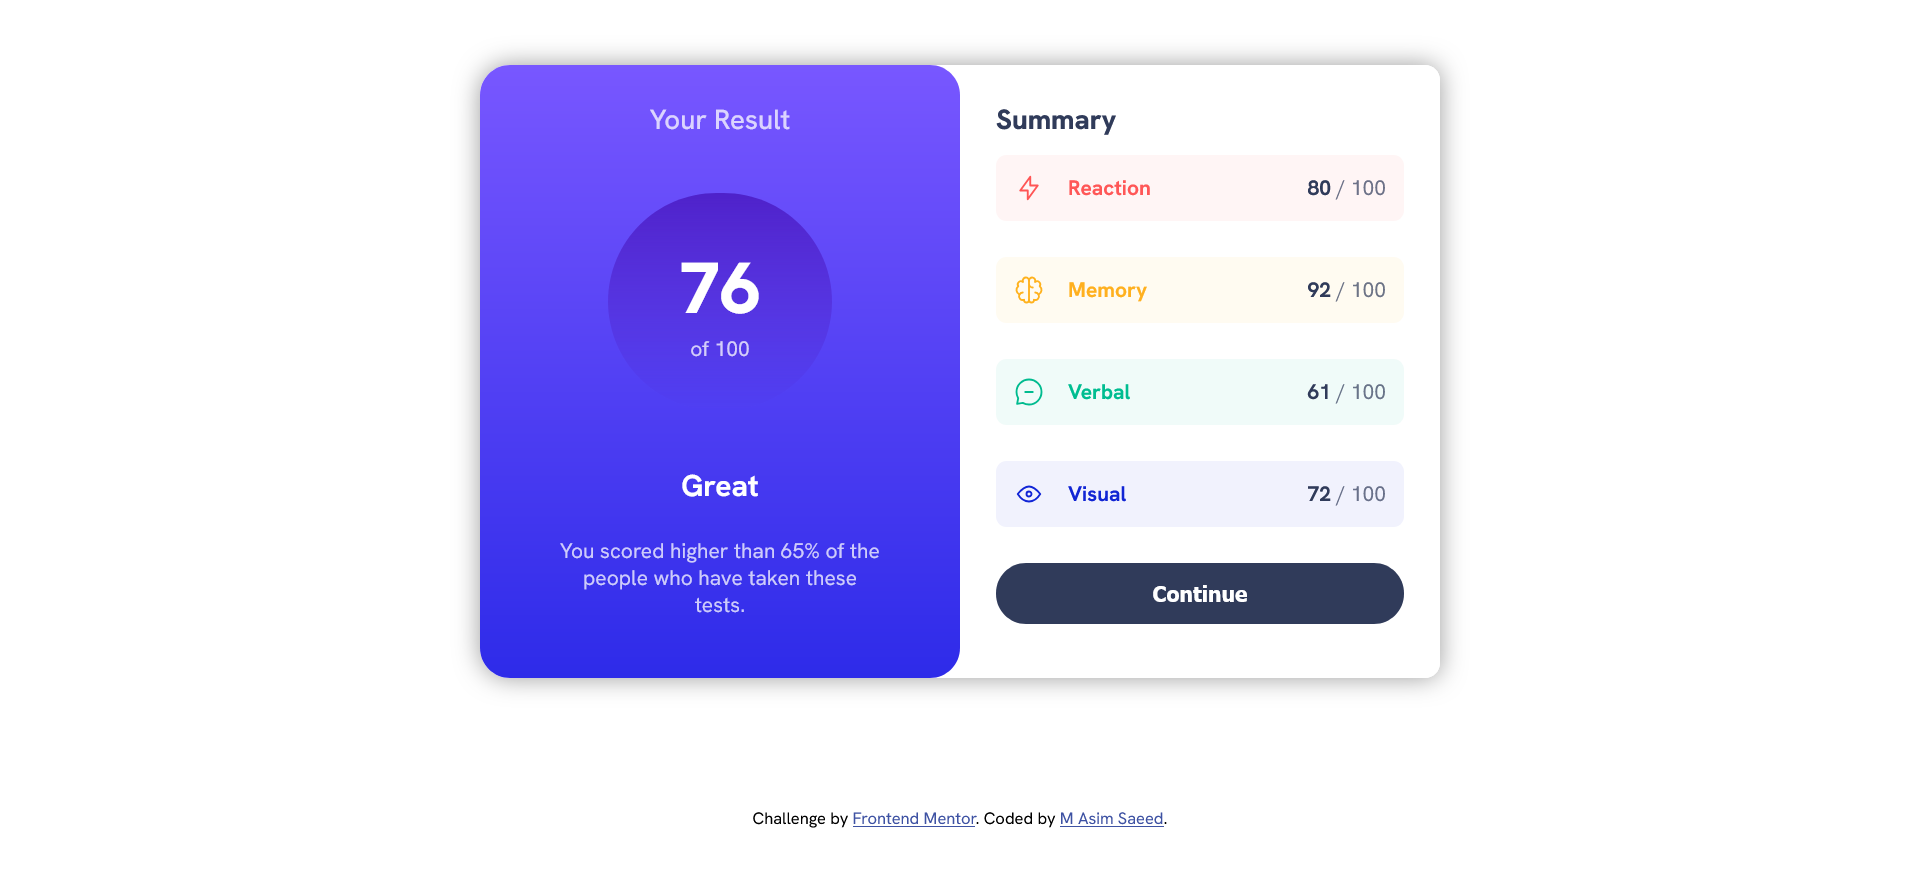 Your Result
76
of 100
Great
You scored higher than 65% of the
people who have taken these
tests.
Summary
Reaction 80 / 100
Memory 92 / 100
Verbal 61 / 100
Visual 72 / 100
Continue
Challenge by Frontend Mentor. Coded by M Asim Saeed.